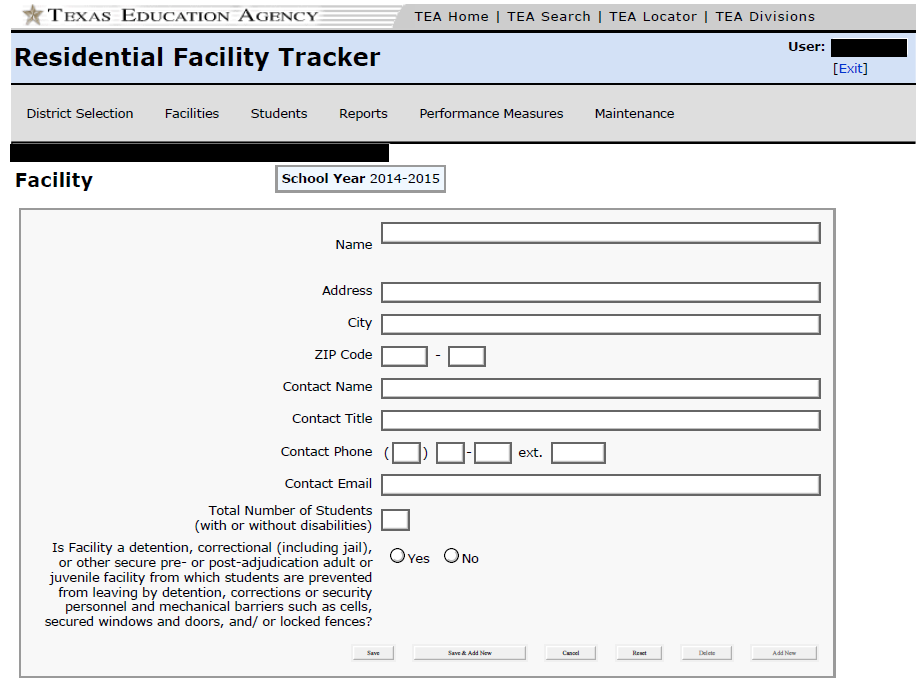 TEXAS EDUCATION AGENCY
TEA Home | TEA Search | TEA Locator | TEA Divisions
Residential Facility Tracker
User:
[Exit]
District Selection Facilities Students Reports Performance Measures Maintenance
Facility
School Year 2014-2015
Name
Address
City
ZIP Code -
Contact Name
Contact Title
Contact Phone ( ) - ext.
Contact Email
Total Number of Students
(with or without disabilities)
Is Facility a detention, correctional (including jail),
or other secure pre- or post-adjudication adult or
juvenile facility from which students are prevented
from leaving by detention, corrections or security
personnel and mechanical barriers such as cells,
secured windows and doors, and/ or locked fences?
Yes No
Save Save & Add New Cancel Reset Delete Add New